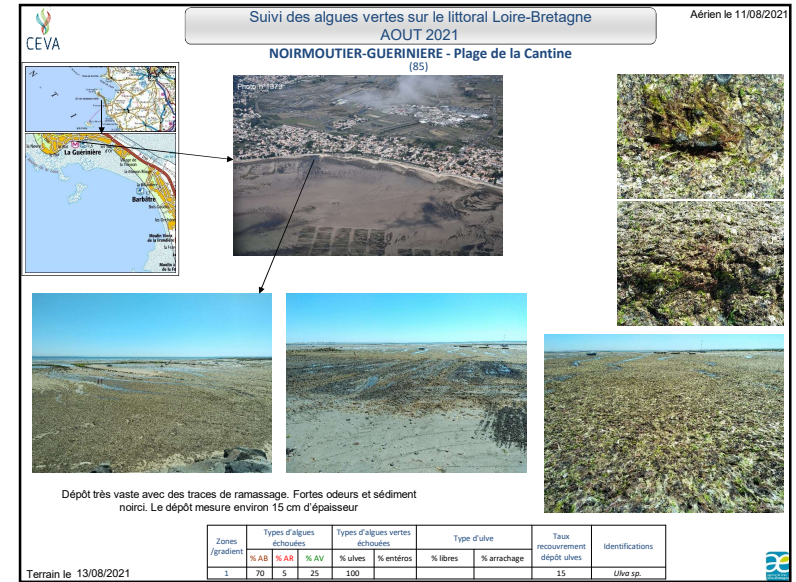 CEVA
Suivi des algues vertes sur le littoral Loire-Bretagne
AOUT 2021
Aérien le 11/08/2021
NOIRMOUTIER-GUERINIERE - Plage de la Cantine
(85)
Photo n°1379
La Guérinière
Barbâtre
Dépôt très vaste avec des traces de ramassage. Fortes odeurs et sédiment
noirci. Le dépôt mesure environ 15 cm d'épaisseur
Zones /gradient | Types d'algues échouées | Types d'algues vertes échouées | Type d'ulve | Taux recouvrement dépôt ulves | Identifications
% AB | % AR | % AV | % ulves | % entéros | % libres | % arrachage
1 | 70 | 5 | 25 | 100 | 15 | Ulva sp.
Terrain le 13/08/2021